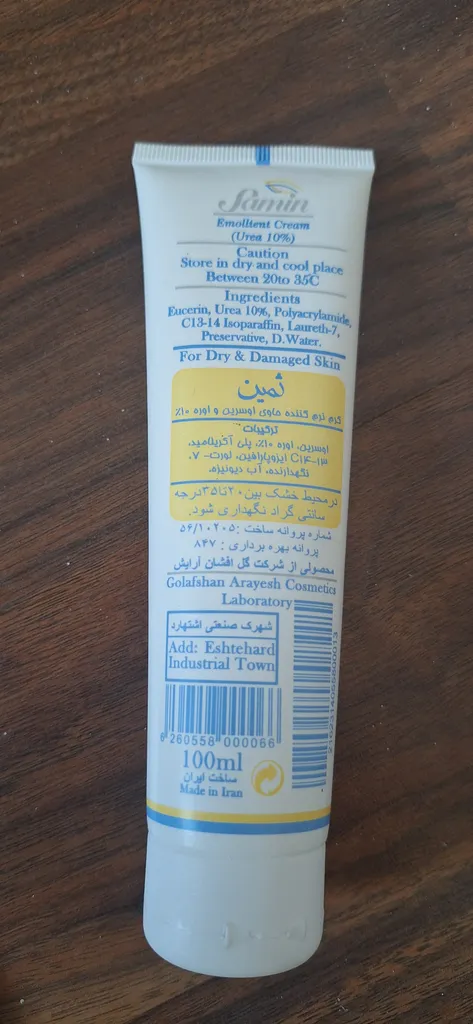 Samin
Emollient Cream
(Urea 10%)
Caution
Store in dry and cool place
Between 20to 35C
Ingredients
Eucerin, Urea 10%, Polyacrylamide,
C13-14 Isoparaffin, Laureth-7,
Preservative, D.Water.
For Dry & Damaged Skin
ثمین
کرم نرم کننده حاوی اوسرین و اوره ۱۰٪
ترکیبات
اوسرین، اوره ۱۰٪، پلی آکریلامید،
C۱۴-۱۳ ایزوپارافین، لورت- ۷،
نگهدارنده، آب دیونیزه.
درمحیط خشک بین ۲۰تا۳۵درجه
سانتی گراد نگهداری شود.
شماره پروانه ساخت : ۵۶/۱۰۲۰۵
پروانه بهره برداری : ۸۴۷
محصولی از شرکت گل افشان آرایش
Golafshan Arayesh Cosmetics
Laboratory
شهرک صنعتی اشتهارد
Add: Eshtehard
Industrial Town
6 260558 000066
100ml
ساخت ایران
Made in Iran